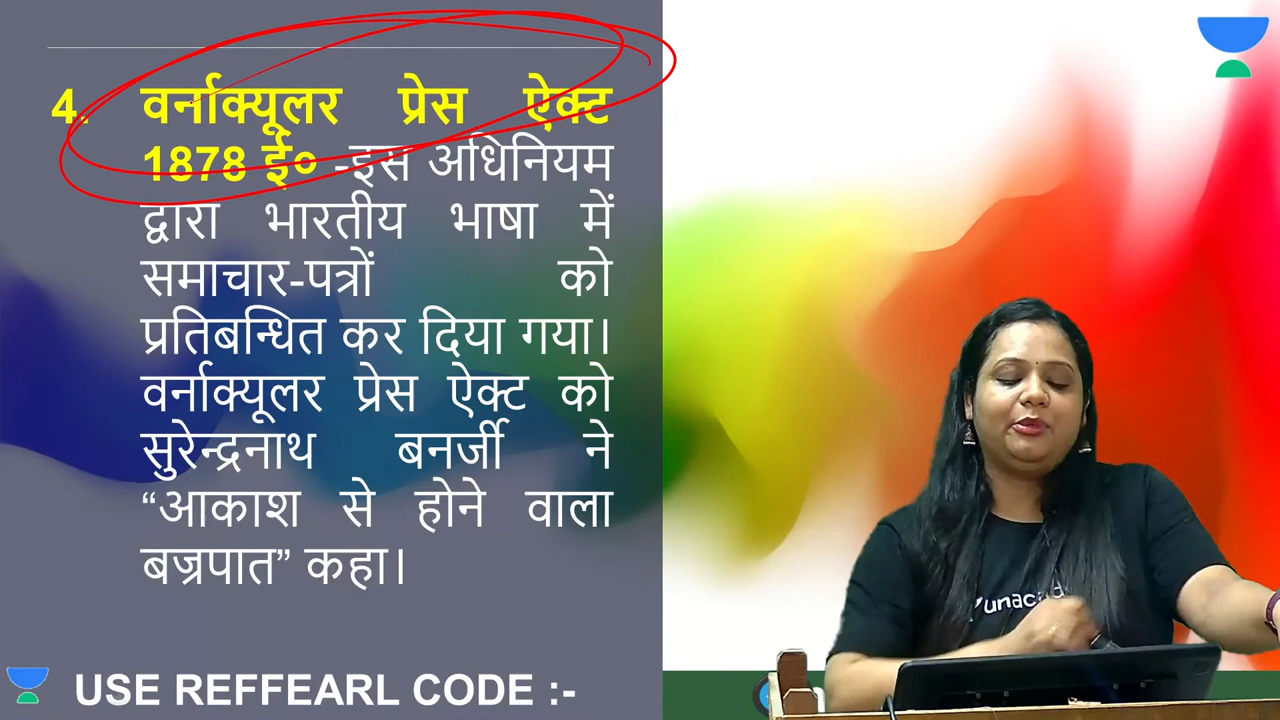 4. वर्नाक्यूलर प्रेस ऐक्ट
1878 ई० -इस अधिनियम
द्वारा भारतीय भाषा में
समाचार-पत्रों को
प्रतिबन्धित कर दिया गया।
वर्नाक्यूलर प्रेस ऐक्ट को
सुरेन्द्रनाथ बनर्जी ने
“आकाश से होने वाला
बज्रपात” कहा।
USE REFFEARL CODE :-